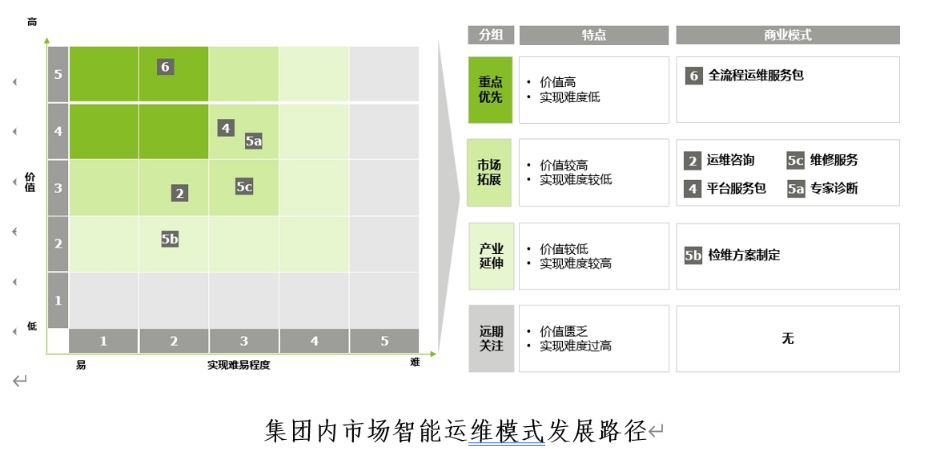 高
5
4
3
2
1
价值
低
6
4
5a
2
5c
5b
1 2 3 4 5
易
实现难易程度
难
分组 特点 商业模式
重点优先
• 价值高
• 实现难度低
6 全流程运维服务包
市场拓展
• 价值较高
• 实现难度较低
2 运维咨询 5c 维修服务
4 平台服务包 5a 专家诊断
产业延伸
• 价值较低
• 实现难度较高
5b 检维方案制定
远期关注
• 价值匮乏
• 实现难度过高
无
集团内市场智能运维模式发展路径